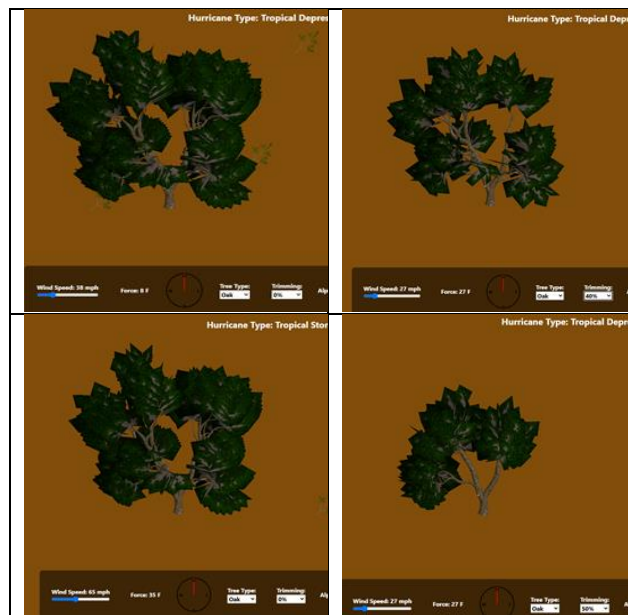 Hurricane Type: Tropical Depres
Wind Speed: 38 mph Force: 8 F Tree Type: Oak Trimming: 0% Alp
Hurricane Type: Tropical Depr
Wind Speed: 27 mph Force: 27 F Tree Type: Oak Trimming: 40%
Hurricane Type: Tropical Stor
Wind Speed: 65 mph Force: 35 F Tree Type: Oak Trimming: 0% Alp
Hurricane Type: Tropical Depre
Wind Speed: 27 mph Force: 27 F Tree Type: Oak Trimming: 50%